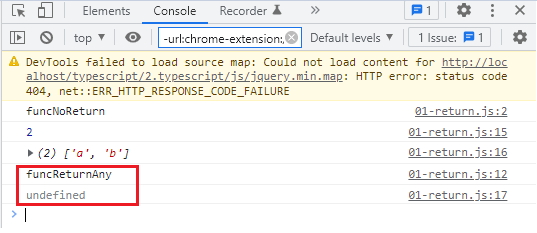 Elements Console Recorder
-url:chrome-extension:, Default levels 1 Issue: 1
DevTools failed to load source map: Could not load content for http://loc
alhost/typescript/2.typescript/js/jquery.min.map: HTTP error: status code
404, net::ERR_HTTP_RESPONSE_CODE_FAILURE
funcNoReturn 01-return.js:2
2 01-return.js:15
(2) ['a', 'b'] 01-return.js:16
funcReturnAny 01-return.js:12
undefined 01-return.js:17